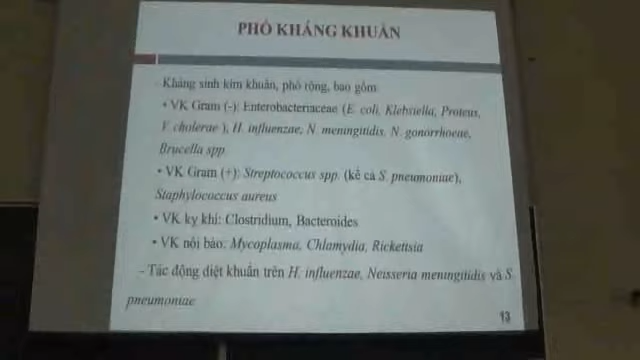 PHỔ KHÁNG KHUẨN
- Kháng sinh kìm khuẩn, phổ rộng, bao gồm
• VK Gram (-): Enterobacteriaceae (E. coli, Klebsiella, Proteus,
V. cholerae ), H. influenzae, N. meningitidis, N. gonorrhoeae,
Brucella spp.
• VK Gram (+): Streptococcus spp. (kể cả S. pneumoniae),
Staphylococcus aureus
• VK kỵ khí: Clostridium, Bacteroides
• VK nội bào: Mycoplasma, Chlamydia, Rickettsia
- Tác động diệt khuẩn trên H. influenzae, Neisseria meningitidis và S.
pneumoniae
13